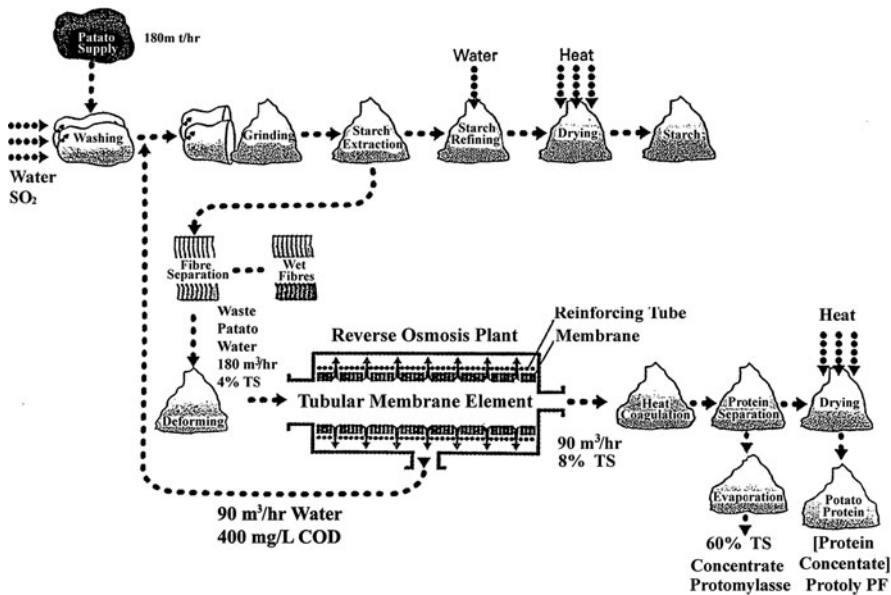 Patato
Supply
180m t/hr
Water
Heat
Washing
Grinding
Starch
Extraction
Starch
Refining
Drying
Starch
Water
SO₂
Fibre
Separation
Wet
Fibres
Waste
Patato
Water
180 m³/hr
4% TS
Reverse Osmosis Plant
Reinforcing Tube
Membrane
Heat
Deforming
Tubular Membrane Element
Heat
Coagulation
Protein
Separation
Drying
90 m³/hr
8% TS
Evaporation
Potato
Protein
90 m³/hr Water
400 mg/L COD
60% TS
Concentrate
Protomylasse
[Protein
Concentate]
Protoly PF